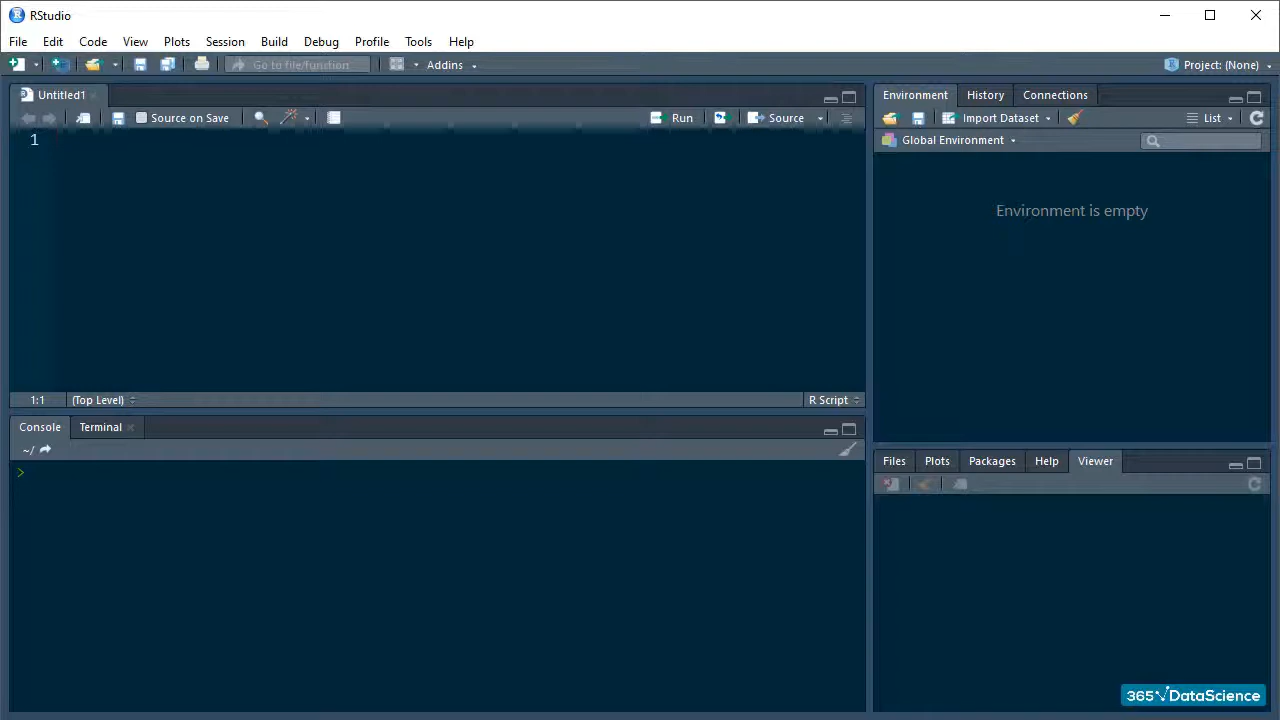 RStudio
File Edit Code View Plots Session Build Debug Profile Tools Help
Go to file/function Addins Project: (None)
Untitled1
Source on Save Run Source
1
1:1 (Top Level) R Script
Console Terminal
~/
>
Environment History Connections
Import Dataset List
Global Environment
Environment is empty
Files Plots Packages Help Viewer
365 DataScience